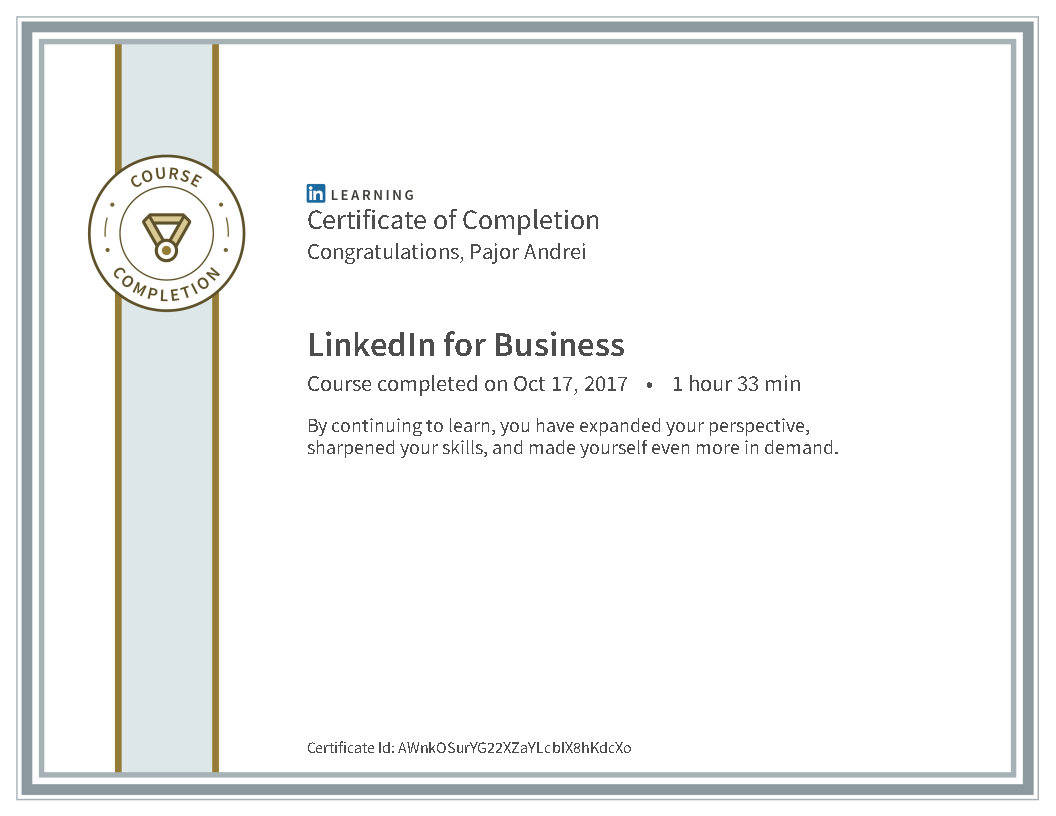 COURSE
COMPLETION
in LEARNING
Certificate of Completion
Congratulations, Pajor Andrei
LinkedIn for Business
Course completed on Oct 17, 2017 • 1 hour 33 min
By continuing to learn, you have expanded your perspective,
sharpened your skills, and made yourself even more in demand.
Certificate Id: AWnkOSurYG22XZaYLcblX8hKdcXo